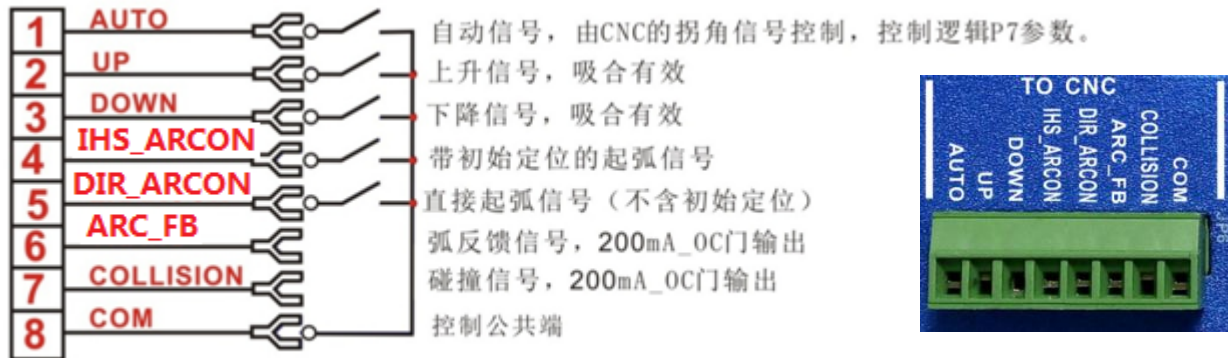 1 AUTO 自动信号，由CNC的拐角信号控制，控制逻辑P7参数。
2 UP 上升信号，吸合有效
3 DOWN 下降信号，吸合有效
4 IHS_ARCON 带初始定位的起弧信号
5 DIR_ARCON 直接起弧信号（不含初始定位）
6 ARC_FB 弧反馈信号，200mA_OC门输出
7 COLLISION 碰撞信号，200mA_OC门输出
8 COM 控制公共端
TO CNC
AUTO
UP
DOWN
IHS_ARCON
DIR_ARCON
ARC_FB
COLLISION
COM